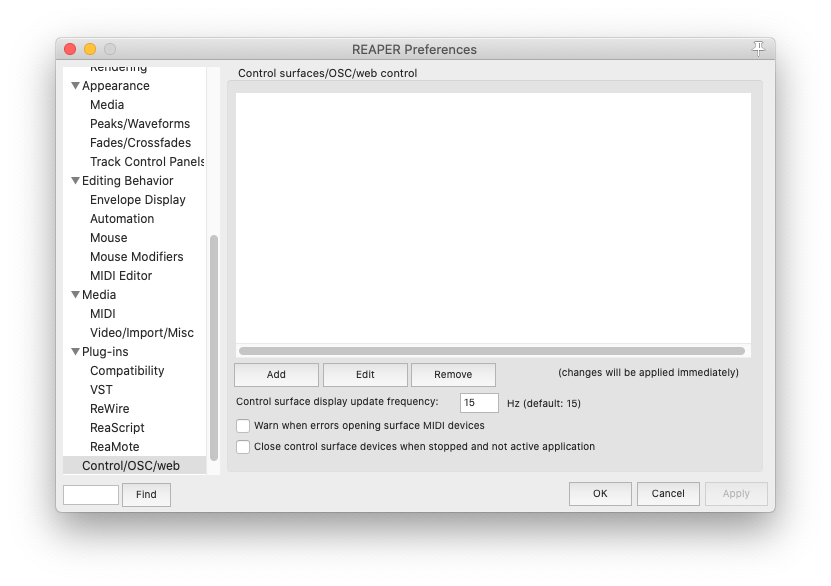 REAPER Preferences
Rendering
Appearance
Media
Peaks/Waveforms
Fades/Crossfades
Track Control Panels
Editing Behavior
Envelope Display
Automation
Mouse
Mouse Modifiers
MIDI Editor
Media
MIDI
Video/Import/Misc
Plug-ins
Compatibility
VST
ReWire
ReaScript
ReaMote
Control/OSC/web
Find
Control surfaces/OSC/web control
Add Edit Remove (changes will be applied immediately)
Control surface display update frequency: 15 Hz (default: 15)
Warn when errors opening surface MIDI devices
Close control surface devices when stopped and not active application
OK Cancel Apply